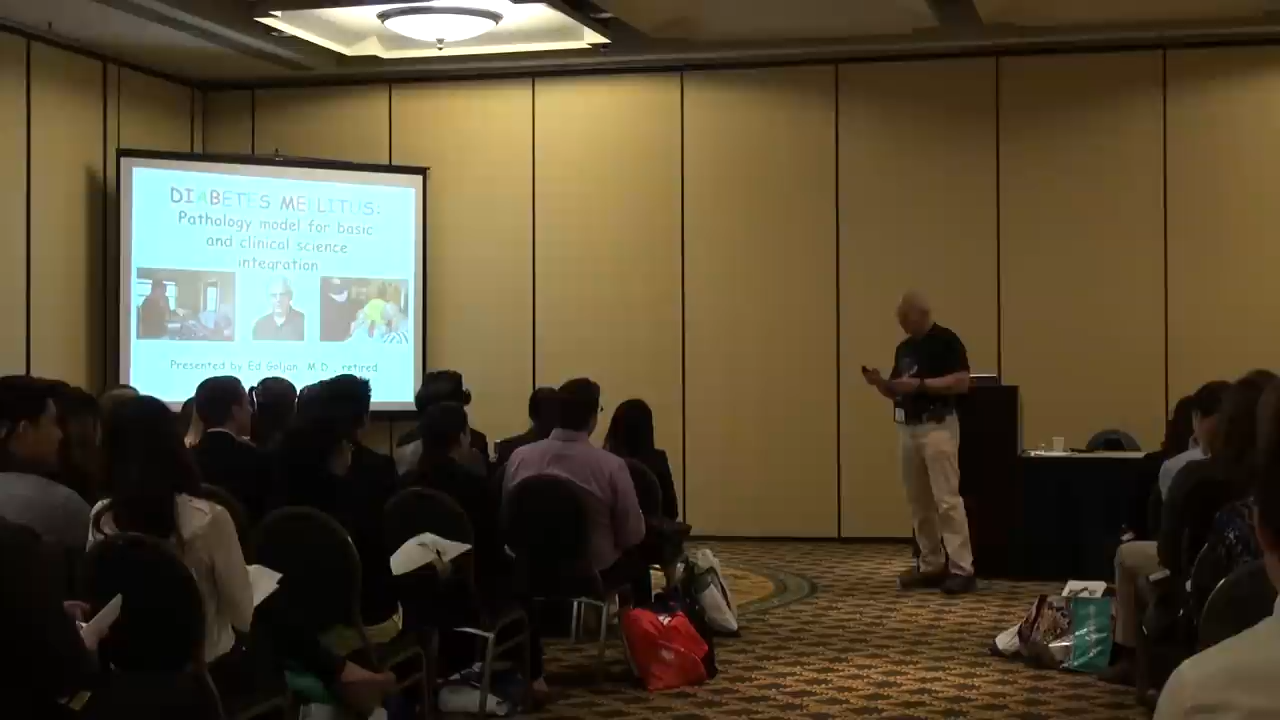 DIABETES MELLITUS:
Pathology model for basic
and clinical science
integration
Presented by Ed Goljan, M.D., retired